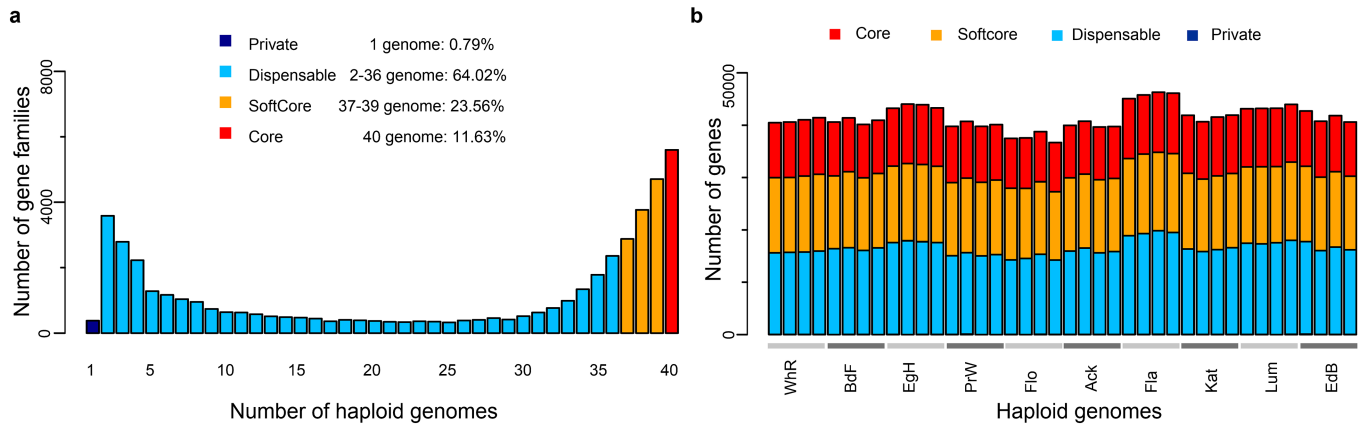 a
Private 1 genome: 0.79%
Dispensable 2-36 genome: 64.02%
SoftCore 37-39 genome: 23.56%
Core 40 genome: 11.63%
Number of gene families
8000
4000
0
1 5 10 15 20 25 30 35 40
Number of haploid genomes
b
Core Softcore Dispensable Private
Number of genes
50000
0
WhR BdF EgH PrW Flo Ack Fla Kat Lum EdB
Haploid genomes